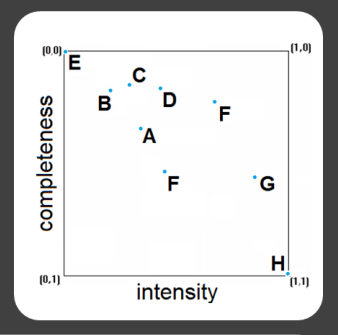 (0,0)
(1,0)
E
C
B
D
F
A
F
G
H
(0,1)
(1,1)
completeness
intensity